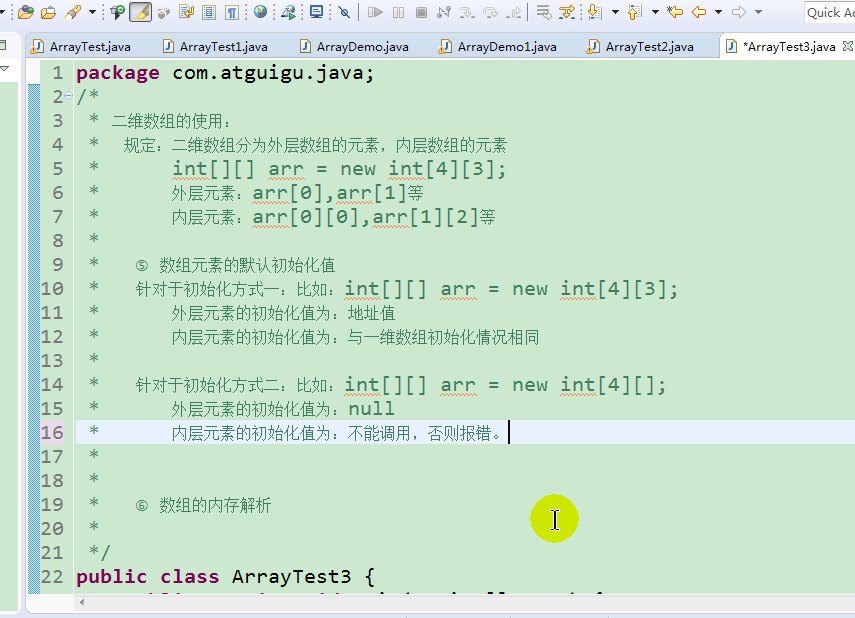 Quick Ac
ArrayTest.java
ArrayTest1.java
ArrayDemo.java
ArrayDemo1.java
ArrayTest2.java
*ArrayTest3.java
1 package com.atguigu.java;
2 /*
3 * 二维数组的使用：
4 * 规定：二维数组分为外层数组的元素，内层数组的元素
5 * int[][] arr = new int[4][3];
6 * 外层元素：arr[0],arr[1]等
7 * 内层元素：arr[0][0],arr[1][2]等
8 *
9 * ⑤ 数组元素的默认初始化值
10 * 针对于初始化方式一：比如：int[][] arr = new int[4][3];
11 * 外层元素的初始化值为：地址值
12 * 内层元素的初始化值为：与一维数组初始化情况相同
13 *
14 * 针对于初始化方式二：比如：int[][] arr = new int[4][];
15 * 外层元素的初始化值为：null
16 * 内层元素的初始化值为：不能调用，否则报错。
17 *
18 *
19 * ⑥ 数组的内存解析
20 *
21 */
22 public class ArrayTest3 {